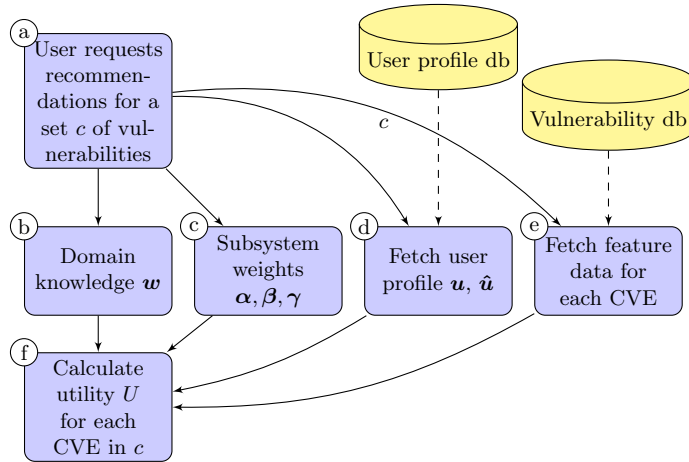 a
User requests
recommen-
dations for a
set c of vul-
nerabilities
User profile db
Vulnerability db
c
b
Domain
knowledge w
c
Subsystem
weights
α, β, γ
d
Fetch user
profile u, û
e
Fetch feature
data for
each CVE
f
Calculate
utility U
for each
CVE in c